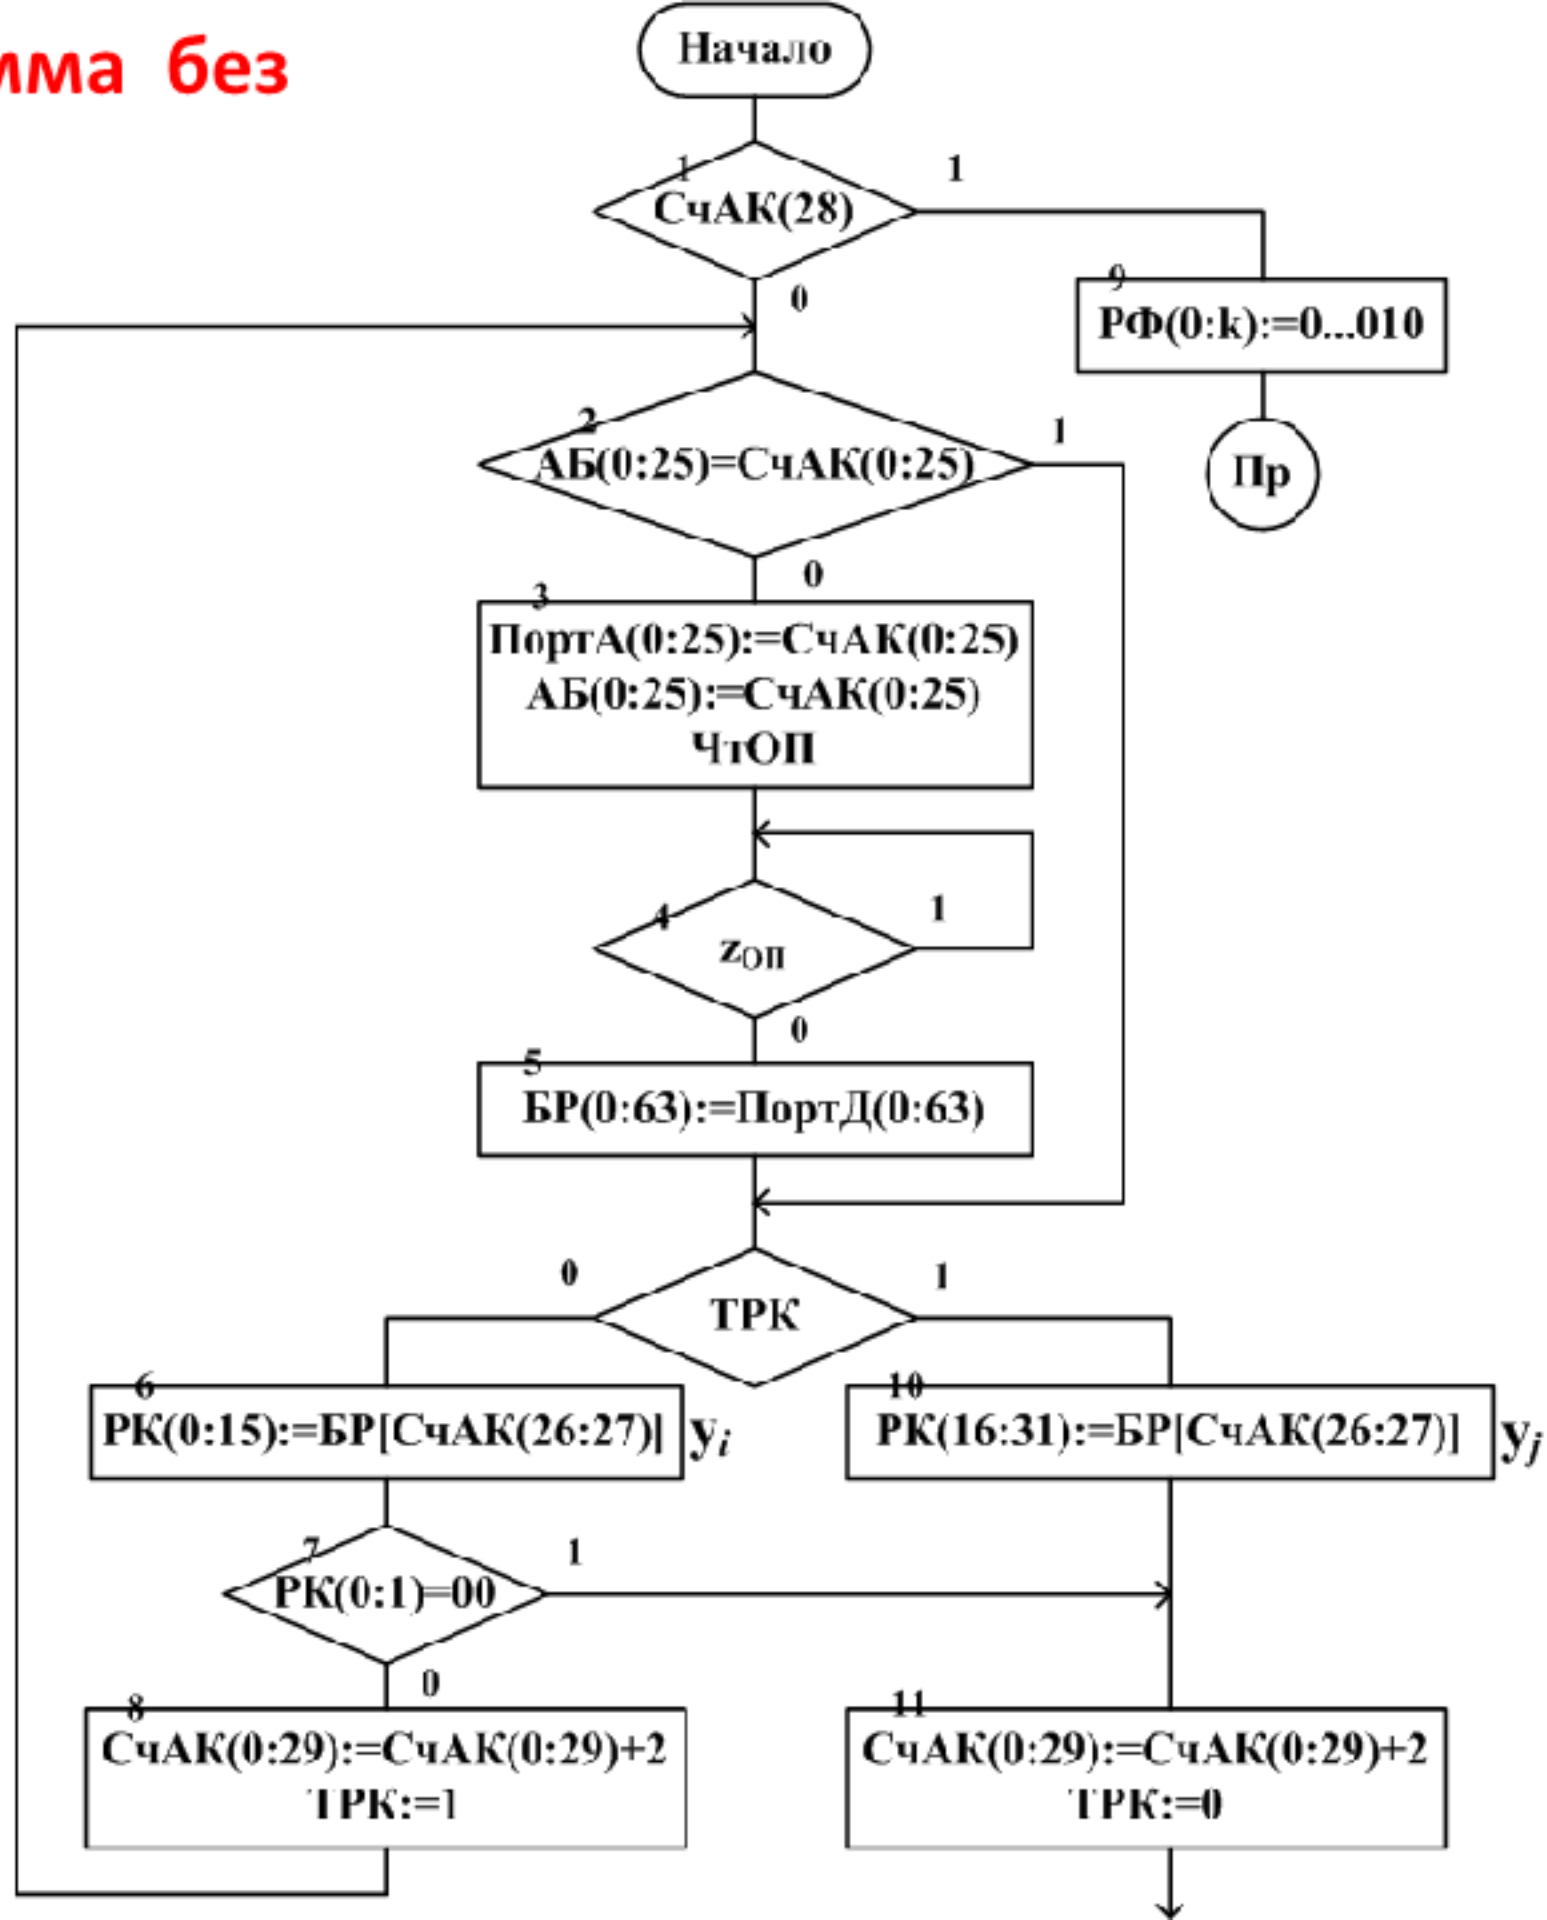 мма без
Начало
1
СчАК(28)
1
0
9
РФ(0:k):=0...010
Пр
2
АБ(0:25)=СчАК(0:25)
1
0
3
ПортА(0:25):=СчАК(0:25)
АБ(0:25):=СчАК(0:25)
ЧтОП
4
zОП
1
0
5
БР(0:63):=ПортД(0:63)
0
ТРК
1
6
РК(0:15):=БР[СчАК(26:27)]
yi
10
РК(16:31):=БР[СчАК(26:27)]
yj
7
РК(0:1)=00
1
0
8
СчАК(0:29):=СчАК(0:29)+2
ТРК:=1
11
СчАК(0:29):=СчАК(0:29)+2
ТРК:=0